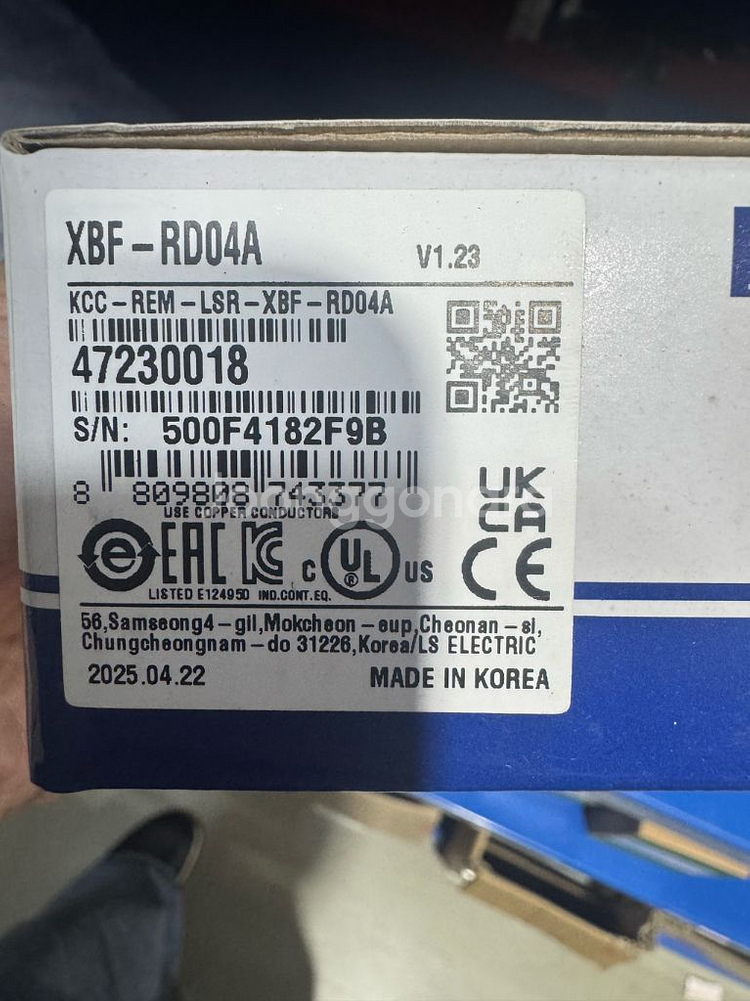 XBF-RD04A
V1.23
KCC-REM-LSR-XBF-RD04A
47230018
S/N: 500F4182F9B
8 809808 743377
USE COPPER CONDUCTORS
e EAC KC c UL ® US
UK
CA
CE
LISTED E124950 IND.CONT.EQ.
56,Samseong4-gil,Mokcheon-eup,Cheonan-si,
Chungcheongnam-do 31226,Korea/LS ELECTRIC
2025.04.22
MADE IN KOREA